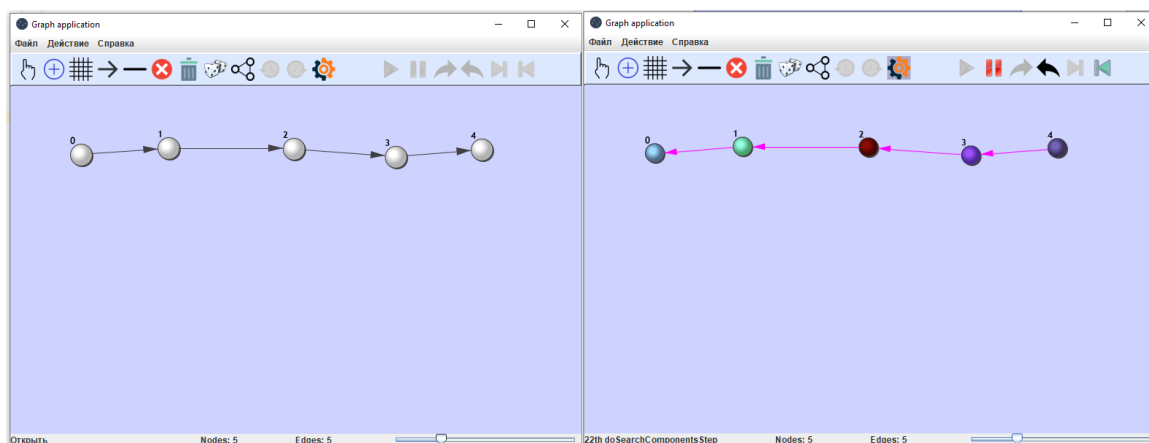 Graph application
Файл Действие Справка
0
1
2
3
4
Открыть Nodes: 5 Edges: 5
Graph application
Файл Действие Справка
0
1
2
3
4
22th doSearchComponentsStep Nodes: 5 Edges: 5